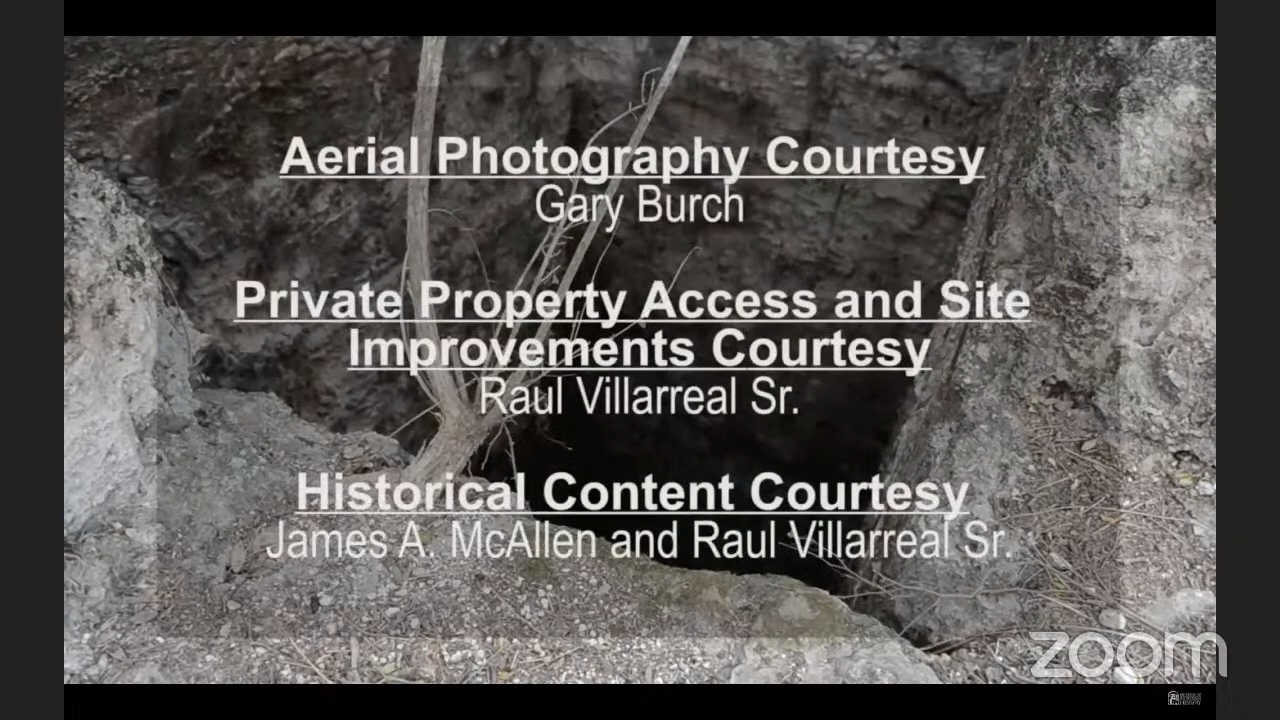 Aerial Photography Courtesy
Gary Burch
Private Property Access and Site
Improvements Courtesy
Raul Villarreal Sr.
Historical Content Courtesy
James A. McAllen and Raul Villarreal Sr.
zoom